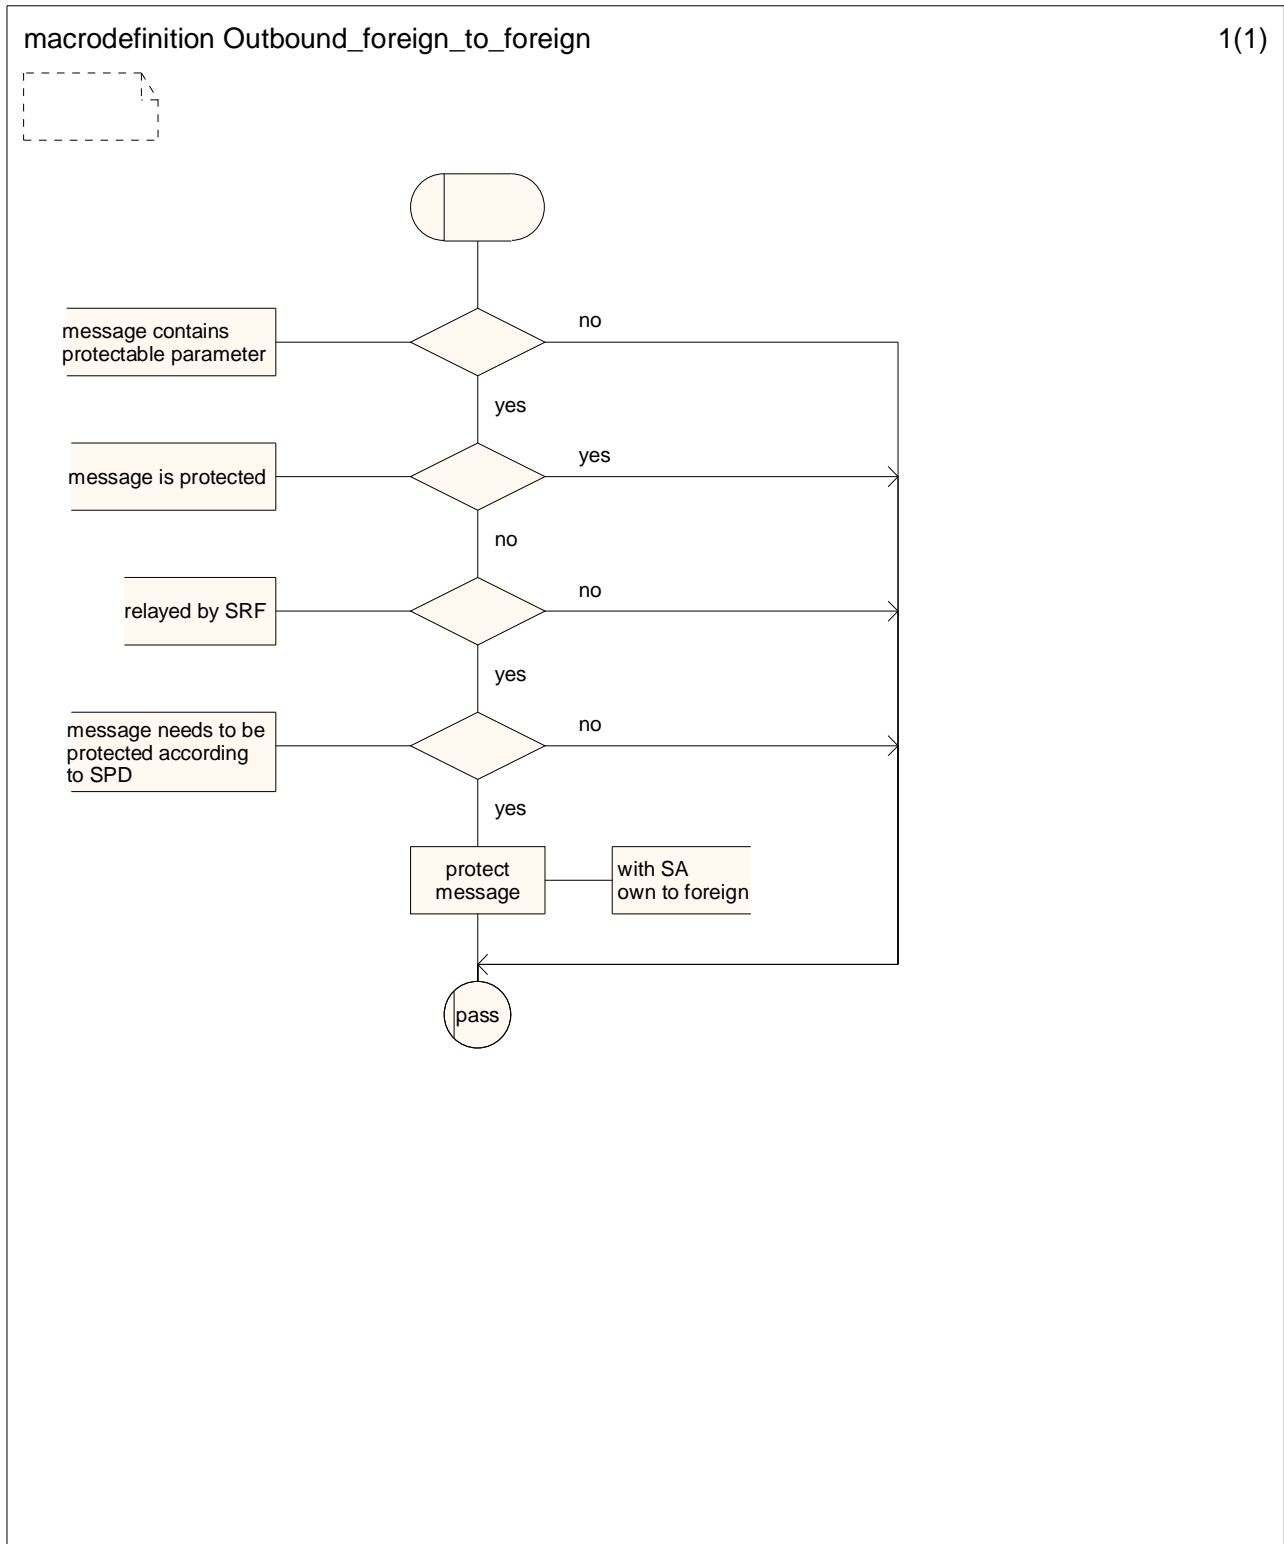 macrodefinition Outbound_foreign_to_foreign
1(1)
message contains
protectable parameter
no
yes
message is protected
yes
no
relayed by SRF
no
yes
message needs to be
protected according
to SPD
no
yes
protect
message
with SA
own to foreign
pass